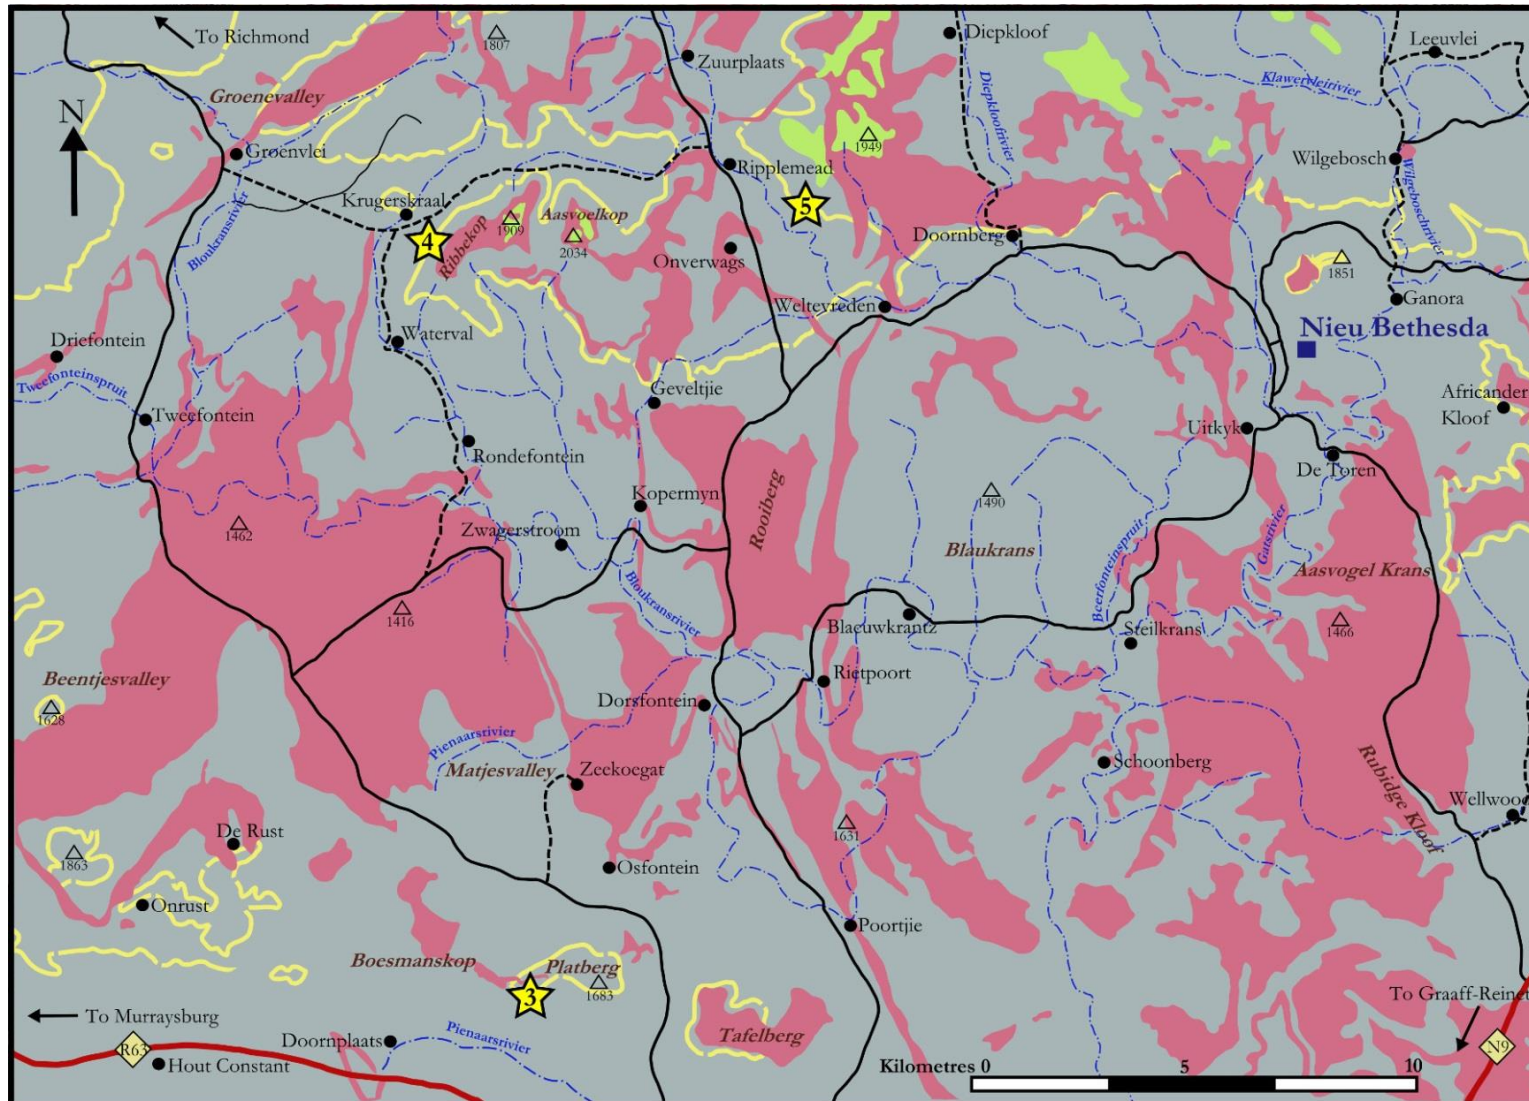 To Richmond
1807
Zuurplaats
Diepkloof
Leeuvlei
Groenevalley
N
Klawervleirivier
Diepkloofrivier
1949
Groenvlei
Ripplemead
Wilgebosch
Wilgeboschrivier
Krugerskraal
5
4
1909
Aasvoelkop
Ribbekop
2034
Doornberg
Bloukransrivier
Onverwags
1851
Ganora
Welteyreden
Waterval
Nieu Bethesda
Driefontein
Tweefonteinspruit
Geveltjie
Africander
Kloof
Tweefontein
Uitkyk
Rondefontein
De Toren
Kopermyn
Rooiberg
1490
1462
Zwagerstroom
Blaukrans
Gatsrivier
Aasvogel Krans
Bloukransrivier
1416
Blaeuwkrantz
1466
Steilkrans
Beentjesvalley
Rietpoort
1628
Dorsfontein
Pienaarsrivier
Matjesvalley
Zeekoegat
Schoonberg
Rubidge Kloof
Wellwood
De Rust
1631
1863
Osfontein
Onrust
Poortjie
Boesmanskop
Platberg
3
1683
To Graaff-Reinet
To Murraysburg
Tafelberg
Doornplaats
Pienaarsrivier
R63
N9
Hout Constant
Kilometres 0 5 10